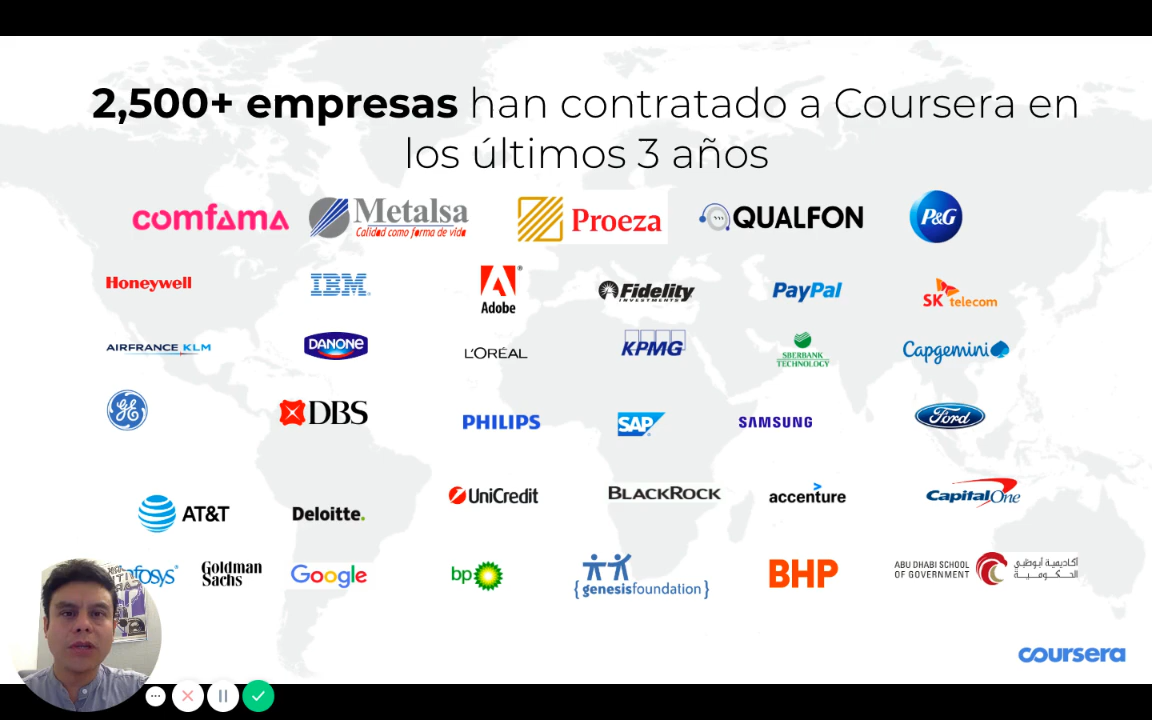 2,500+ empresas han contratado a Coursera en
los últimos 3 años
comfama
Metalsa
Calidad como forma de vida
Proeza
QUALFON
P&G
Honeywell
IBM
Adobe
Fidelity
INVESTMENTS
PayPal
SK telecom
AIRFRANCE KLM
DANONE
L'ORÉAL
KPMG
SBERBANK
TECHNOLOGY
Capgemini
GE
DBS
PHILIPS
SAP
SAMSUNG
Ford
AT&T
Deloitte.
UniCredit
BLACKROCK
accenture
Capital One
Goldman
Sachs
Google
bp
{genesisfoundation}
BHP
ABU DHABI SCHOOL
OF GOVERNMENT
أكاديمية أبوظبي
الحكومية
coursera